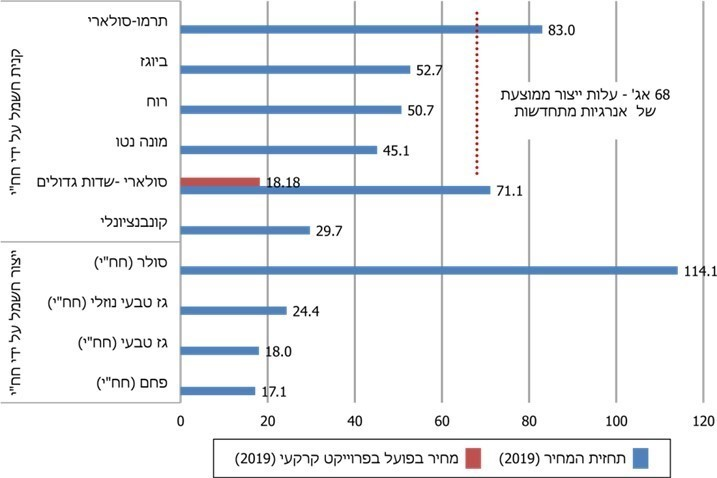 קנית חשמל על ידי חח"י
תרמו-סולארי
83.0
ביוגז
52.7
רוח
50.7
מונה נטו
45.1
סולארי -שדות גדולים
18.18
71.1
קונבנציונלי
29.7
68 אג' - עלות ייצור ממוצעת
של אנרגיות מתחדשות
ייצור חשמל על ידי חח"י
סולר (חח"י)
114.1
גז טבעי נוזלי (חח"י)
24.4
גז טבעי (חח"י)
18.0
פחם (חח"י)
17.1
0 20 40 60 80 100 120
תחזית המחיר (2019)
מחיר בפועל בפרוייקט קרקעי (2019)